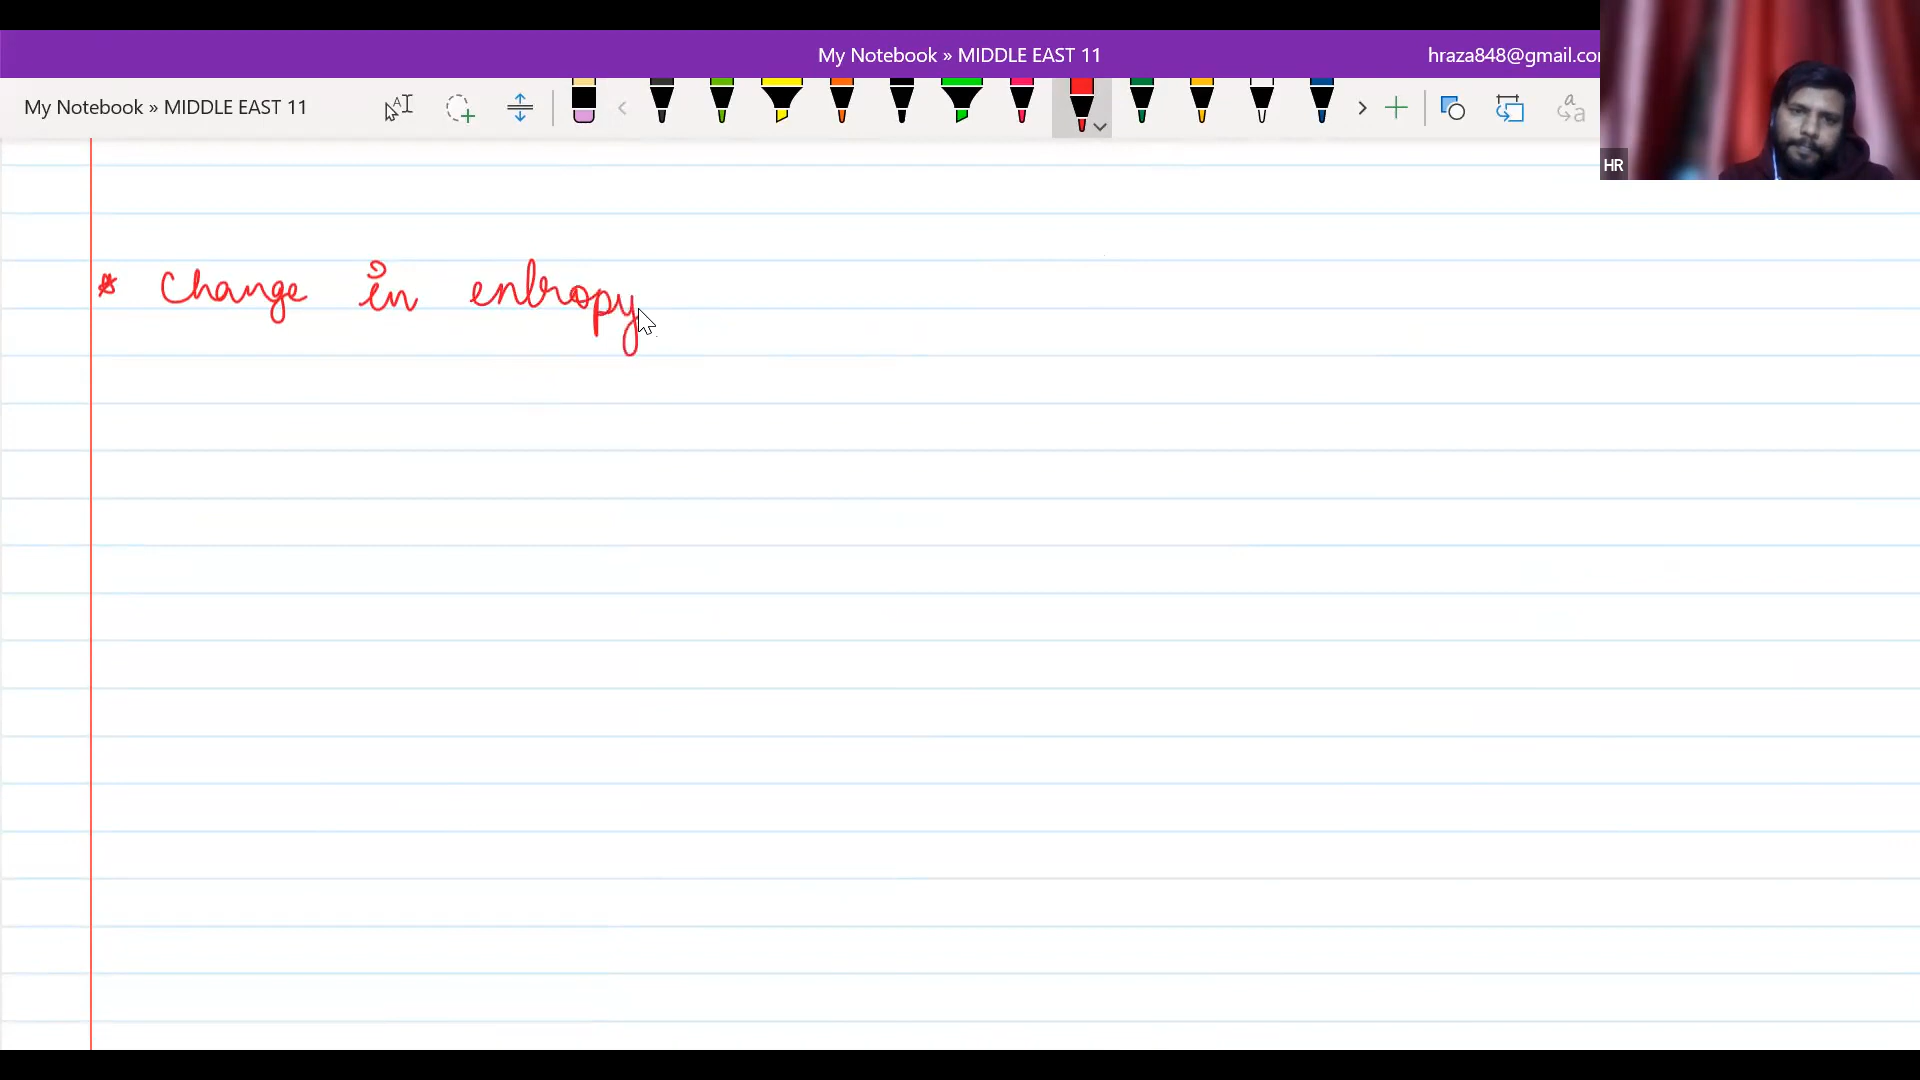 My Notebook » MIDDLE EAST 11
hraza848@gmail.co
My Notebook » MIDDLE EAST 11
HR
* Change in entropy